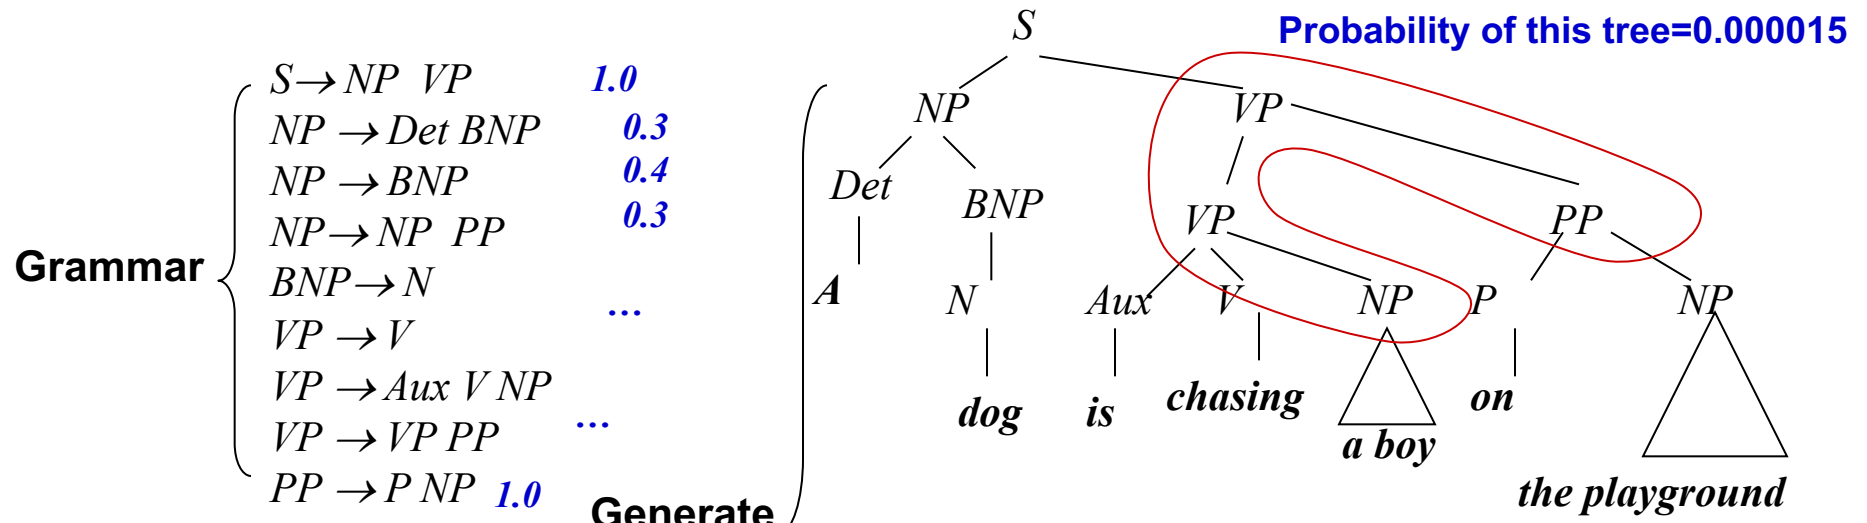 Probability of this tree=0.000015
Grammar
S→ NP VP 1.0
NP → Det BNP 0.3
NP → BNP 0.4
NP→ NP PP 0.3
BNP→ N
...
VP → V
VP → Aux V NP
...
VP → VP PP
PP → P NP 1.0
Generate
S
NP VP
Det BNP VP PP
A N Aux V NP P NP
dog is chasing a boy on the playground